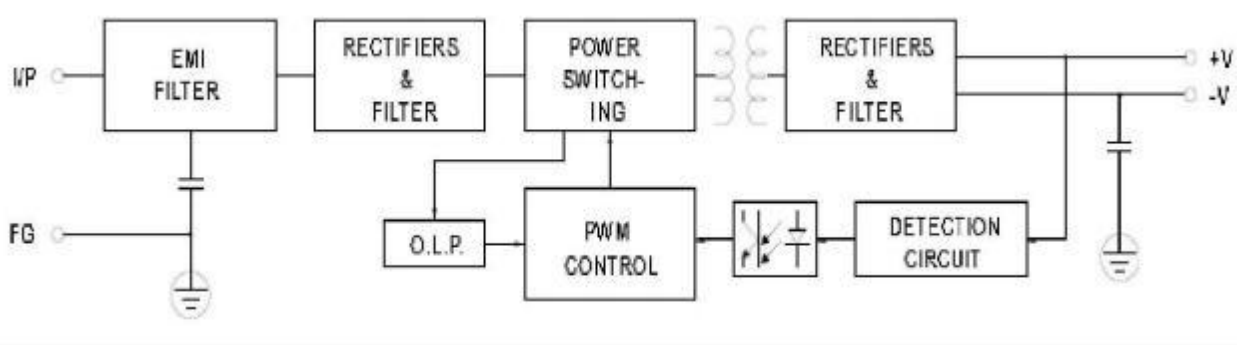 I/P
EMI
FILTER
RECTIFIERS
&
FILTER
POWER
SWITCH-
ING
RECTIFIERS
&
FILTER
+V
-V
FG
O.L.P.
PWM
CONTROL
DETECTION
CIRCUIT